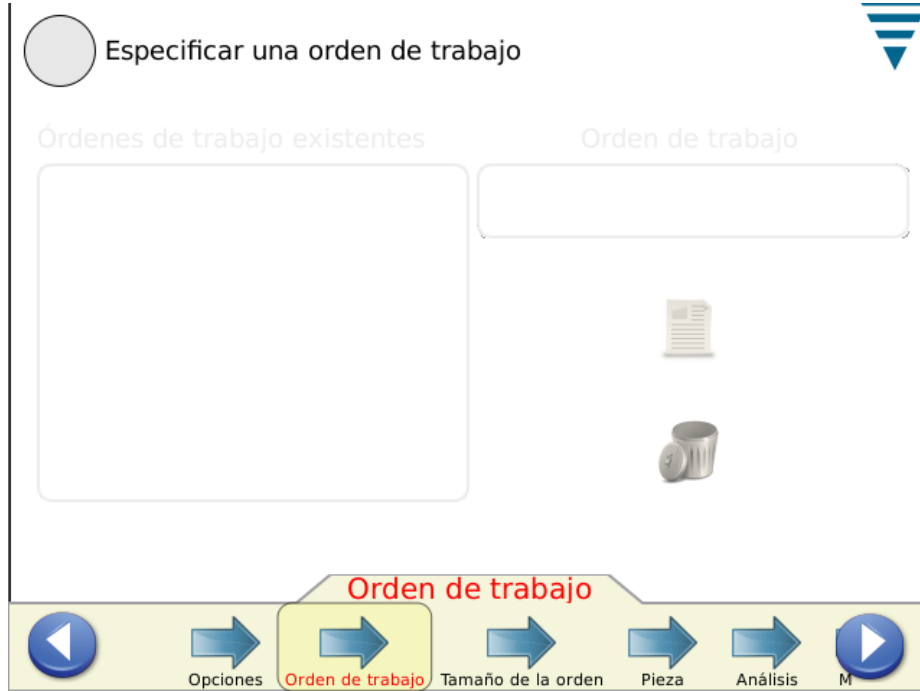 Especificar una orden de trabajo
Órdenes de trabajo existentes
Orden de trabajo
Orden de trabajo
Opciones
Orden de trabajo
Tamaño de la orden
Pieza
Análisis
M